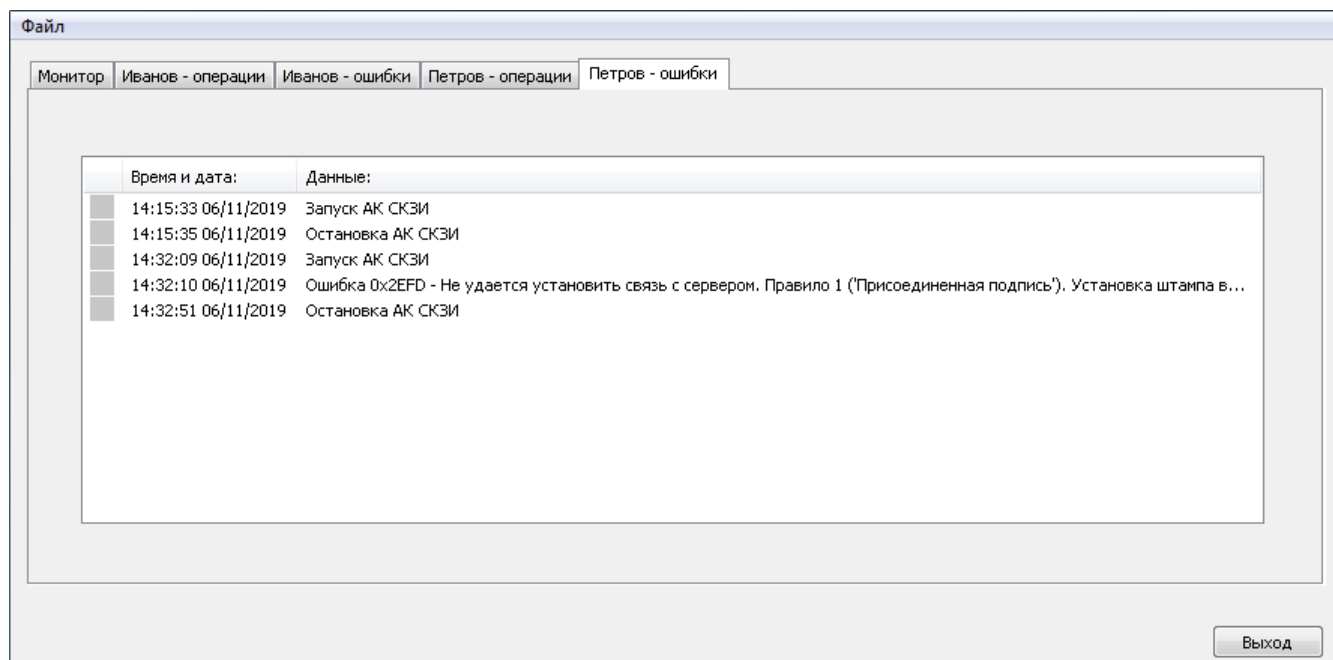 Файл
Монитор Иванов - операции Иванов - ошибки Петров - операции Петров - ошибки
Время и дата: Данные:
14:15:33 06/11/2019 Запуск АК СКЗИ
14:15:35 06/11/2019 Остановка АК СКЗИ
14:32:09 06/11/2019 Запуск АК СКЗИ
14:32:10 06/11/2019 Ошибка 0x2EFD - Не удается установить связь с сервером. Правило 1 ('Присоединенная подпись'). Установка штампа в...
14:32:51 06/11/2019 Остановка АК СКЗИ
Выход